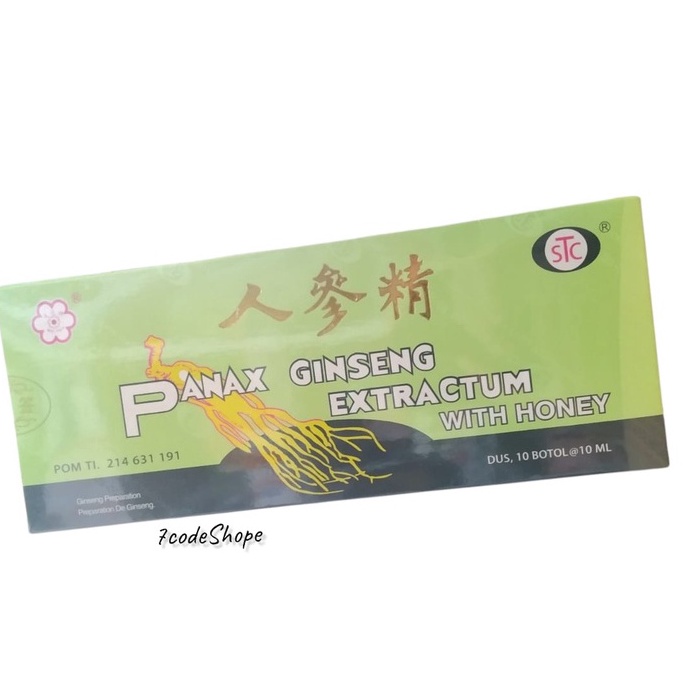 STC
®
人參精
®
PANAX GINSENG
EXTRACTUM
WITH HONEY
POM TI. 214 631 191
DUS, 10 BOTOL@10 ML
Ginseng Preparation
Preparation De Ginseng
7codeShope